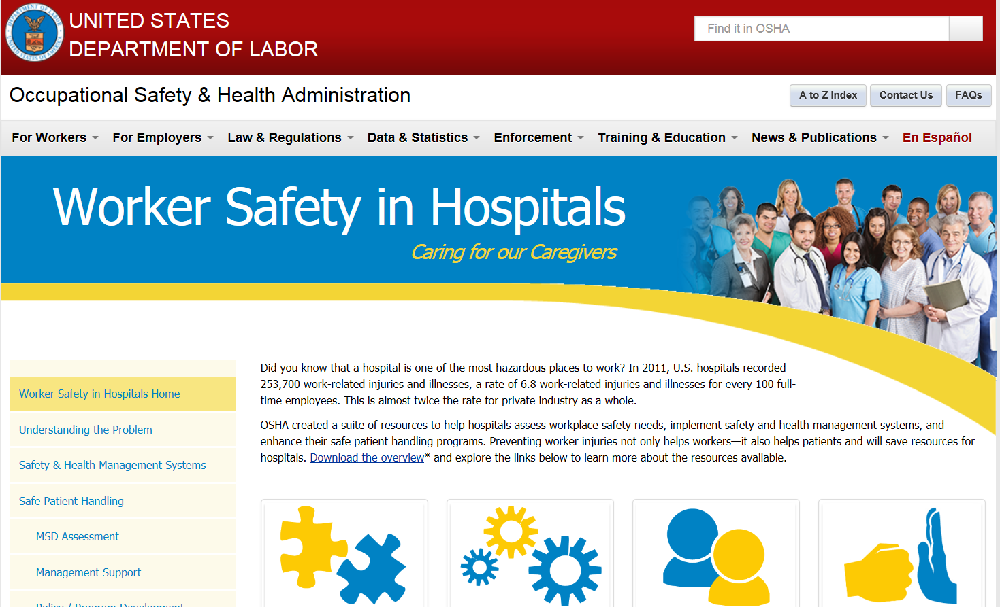 UNITED STATES
DEPARTMENT OF LABOR
Find it in OSHA
Occupational Safety & Health Administration
A to Z Index
Contact Us
FAQs
For Workers
For Employers
Law & Regulations
Data & Statistics
Enforcement
Training & Education
News & Publications
En Español
Worker Safety in Hospitals
Caring for our Caregivers
Worker Safety in Hospitals Home
Understanding the Problem
Safety & Health Management Systems
Safe Patient Handling
MSD Assessment
Management Support
Policy / Program Development
Did you know that a hospital is one of the most hazardous places to work? In 2011, U.S. hospitals recorded
253,700 work-related injuries and illnesses, a rate of 6.8 work-related injuries and illnesses for every 100 full-
time employees. This is almost twice the rate for private industry as a whole.
OSHA created a suite of resources to help hospitals assess workplace safety needs, implement safety and health management systems, and
enhance their safe patient handling programs. Preventing worker injuries not only helps workers—it also helps patients and will save resources for
hospitals. Download the overview* and explore the links below to learn more about the resources available.